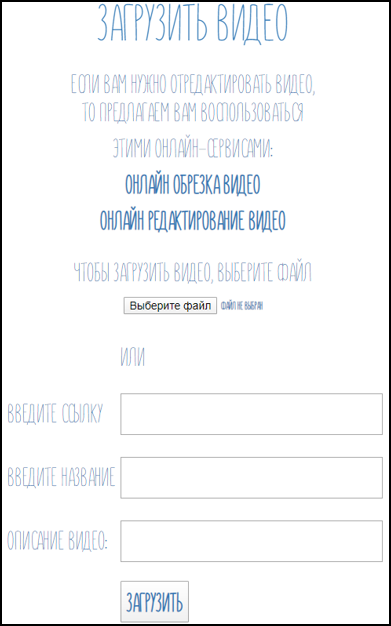 ЗАГРУЗИТЬ ВИДЕО
ЕСЛИ ВАМ НУЖНО ОТРЕДАКТИРОВАТЬ ВИДЕО,
ТО ПРЕДЛАГАЕМ ВАМ ВОСПОЛЬЗОВАТЬСЯ
ЭТИМИ ОНЛАЙН-СЕРВИСАМИ:
ОНЛАЙН ОБРЕЗКА ВИДЕО
ОНЛАЙН РЕДАКТИРОВАНИЕ ВИДЕО
ЧТОБЫ ЗАГРУЗИТЬ ВИДЕО, ВЫБЕРИТЕ ФАЙЛ
Выберите файл ФАЙЛ НЕ ВЫБРАН
ИЛИ
ВВЕДИТЕ ССЫЛКУ
ВВЕДИТЕ НАЗВАНИЕ
ОПИСАНИЕ ВИДЕО:
ЗАГРУЗИТЬ